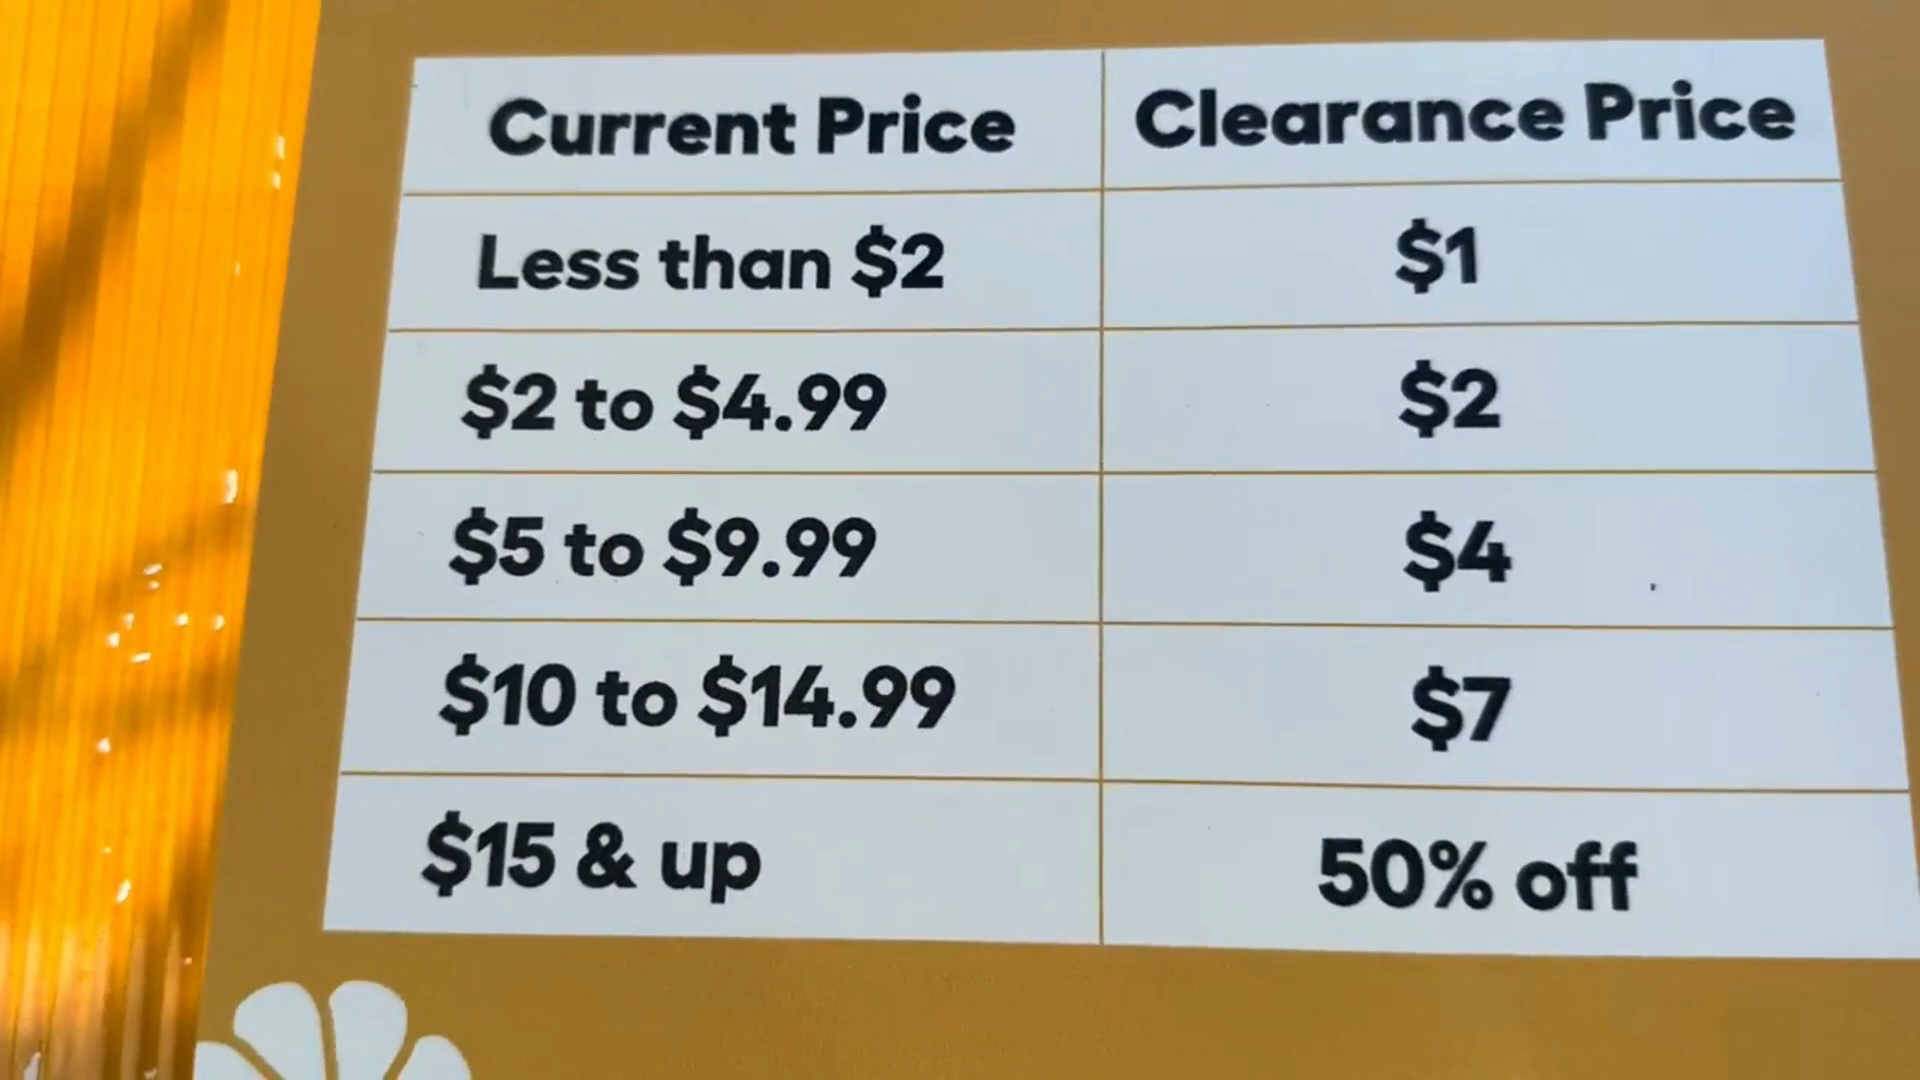 Current Price Clearance Price
Less than $2 $1
$2 to $4.99 $2
$5 to $9.99 $4
$10 to $14.99 $7
$15 & up 50% off